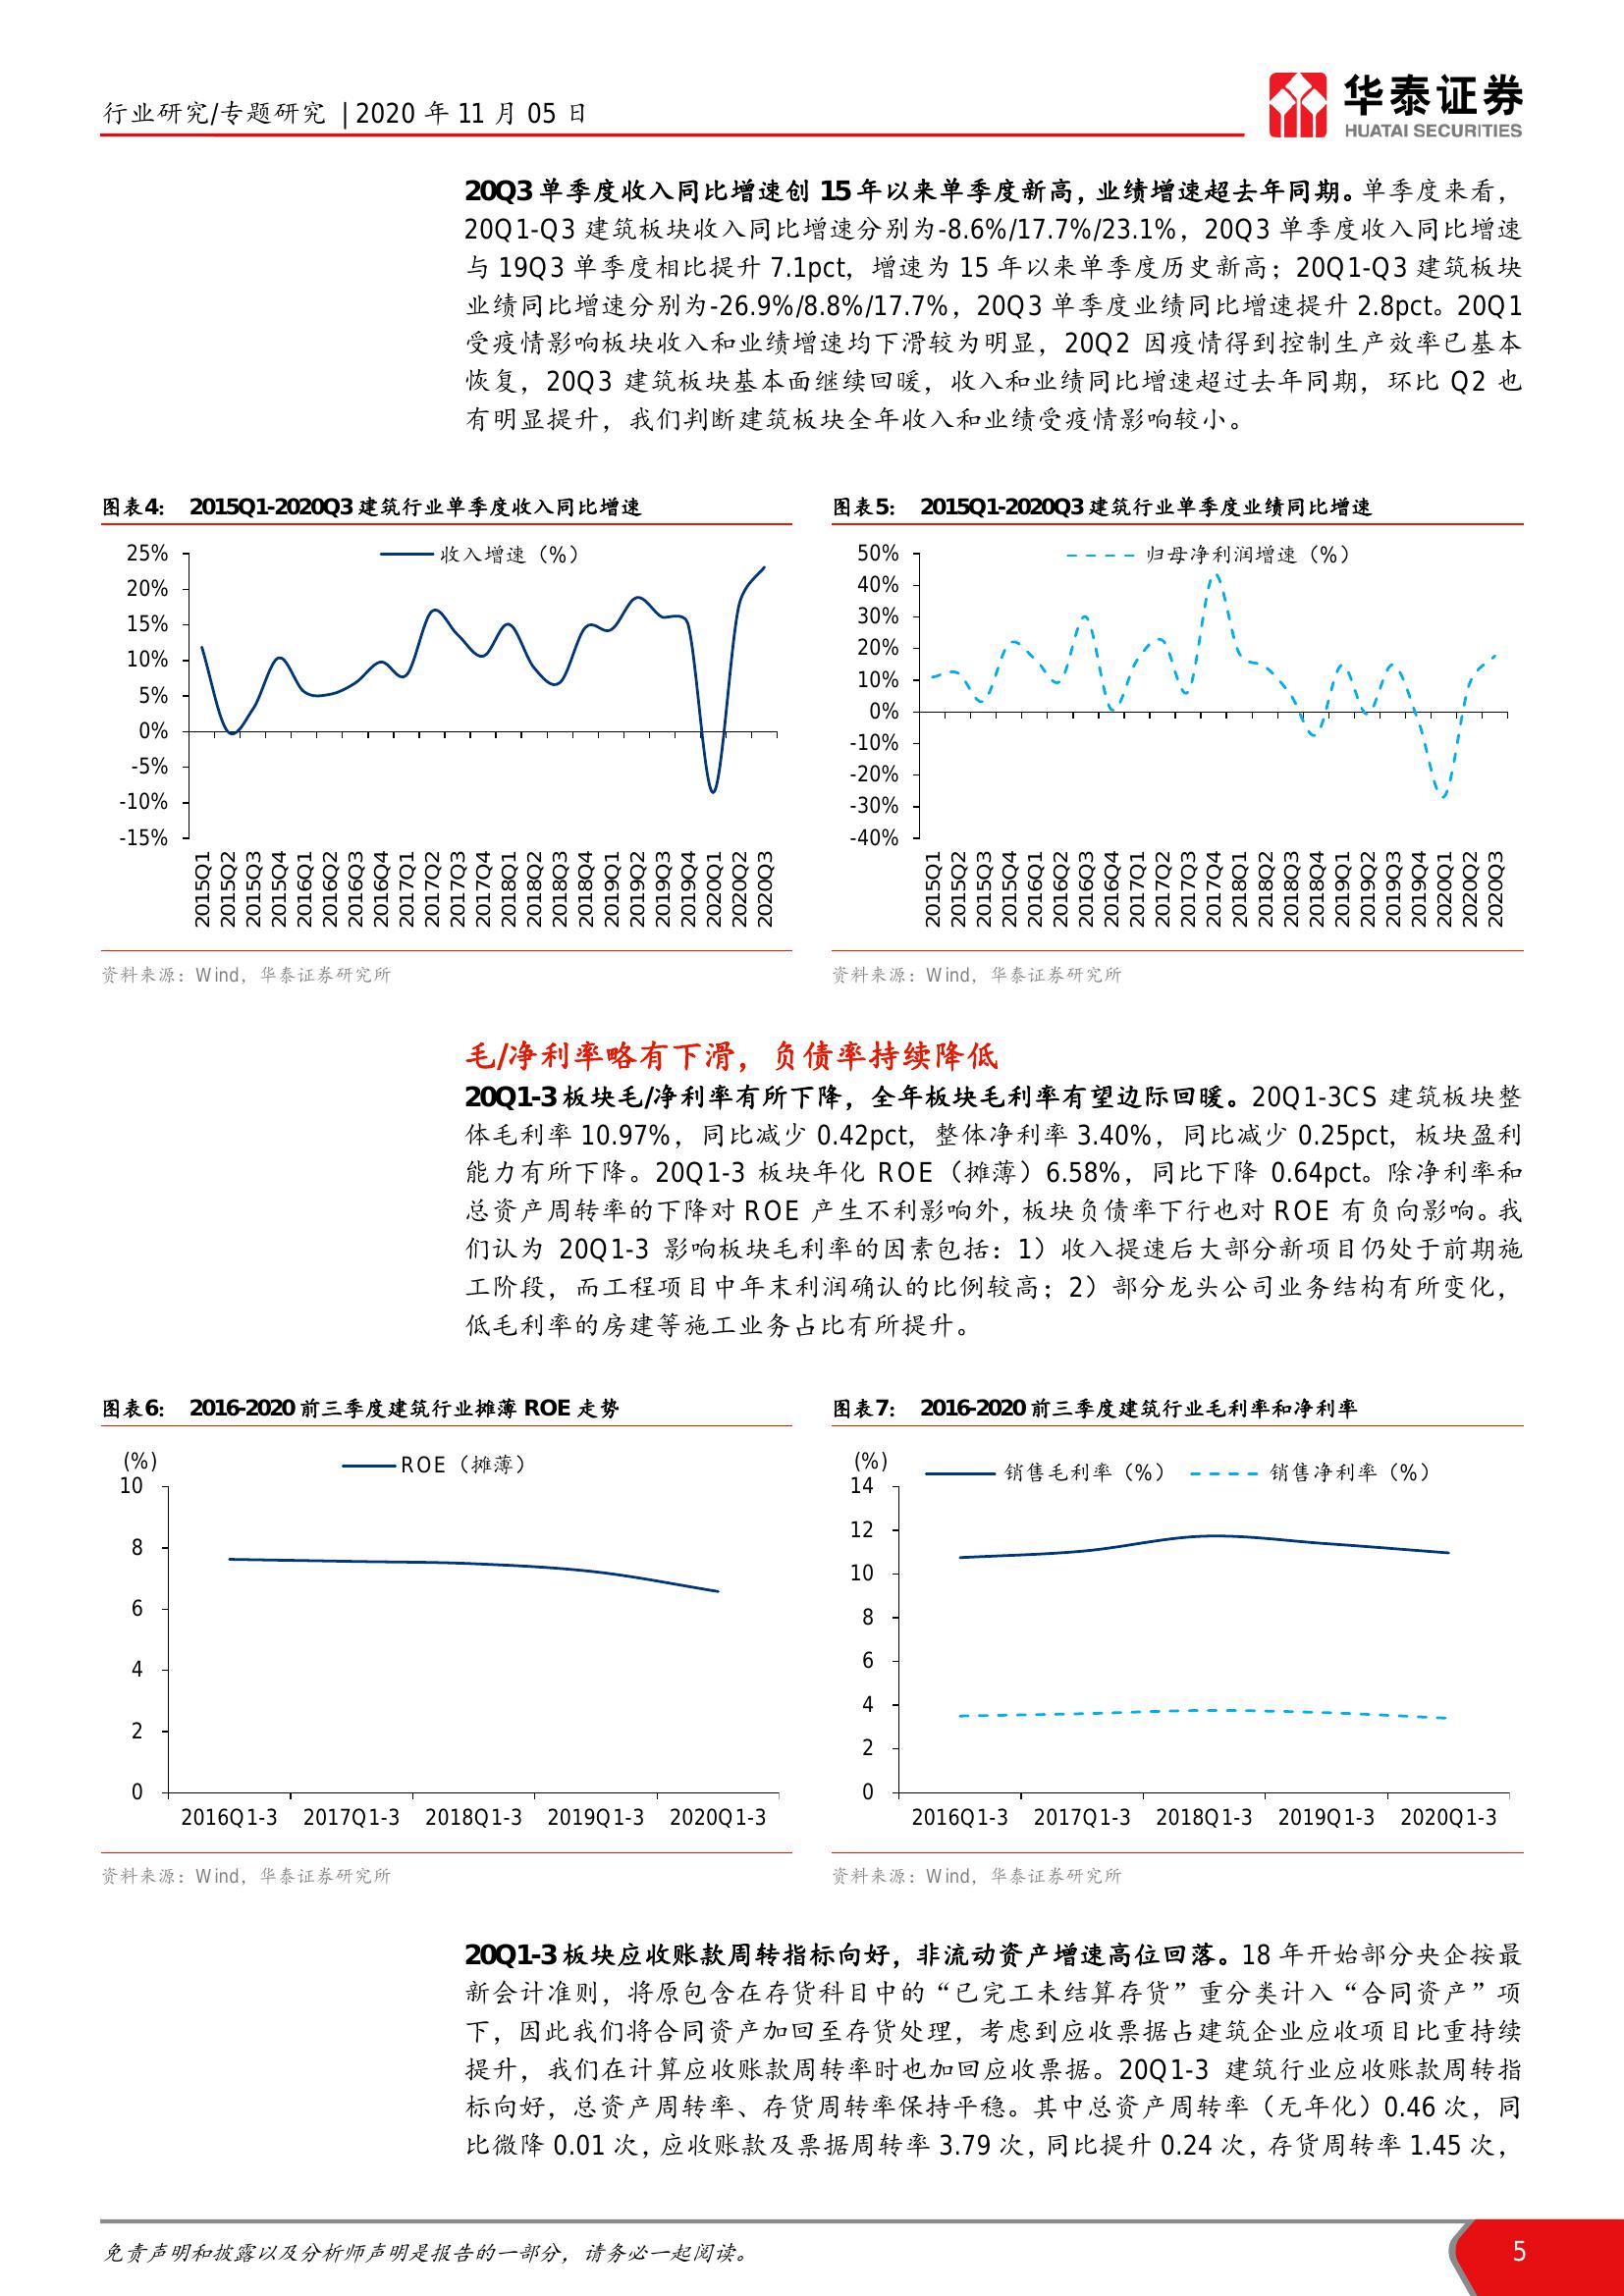 行业研究/专题研究 | 2020 年 11 月 05 日
华泰证券
HUATAI SECURITIES
20Q3 单季度收入同比增速创 15 年以来单季度新高，业绩增速超去年同期。单季度来看，
20Q1-Q3 建筑板块收入同比增速分别为-8.6%/17.7%/23.1%，20Q3 单季度收入同比增速
与 19Q3 单季度相比提升 7.1pct，增速为 15 年以来单季度历史新高；20Q1-Q3 建筑板块
业绩同比增速分别为-26.9%/8.8%/17.7%，20Q3 单季度业绩同比增速提升 2.8pct。20Q1
受疫情影响板块收入和业绩增速均下滑较为明显，20Q2 因疫情得到控制生产效率已基本
恢复，20Q3 建筑板块基本面继续回暖，收入和业绩同比增速超过去年同期，环比 Q2 也
有明显提升，我们判断建筑板块全年收入和业绩受疫情影响较小。
图表4： 2015Q1-2020Q3 建筑行业单季度收入同比增速
收入增速（%）
25%
20%
15%
10%
5%
0%
-5%
-10%
-15%
2015Q1
2015Q2
2015Q3
2015Q4
2016Q1
2016Q2
2016Q3
2016Q4
2017Q1
2017Q2
2017Q3
2017Q4
2018Q1
2018Q2
2018Q3
2018Q4
2019Q1
2019Q2
2019Q3
2019Q4
2020Q1
2020Q2
2020Q3
资料来源：Wind，华泰证券研究所
图表5： 2015Q1-2020Q3 建筑行业单季度业绩同比增速
归母净利润增速（%）
50%
40%
30%
20%
10%
0%
-10%
-20%
-30%
-40%
2015Q1
2015Q2
2015Q3
2015Q4
2016Q1
2016Q2
2016Q3
2016Q4
2017Q1
2017Q2
2017Q3
2017Q4
2018Q1
2018Q2
2018Q3
2018Q4
2019Q1
2019Q2
2019Q3
2019Q4
2020Q1
2020Q2
2020Q3
资料来源：Wind，华泰证券研究所
毛/净利率略有下滑，负债率持续降低
20Q1-3 板块毛/净利率有所下降，全年板块毛利率有望边际回暖。20Q1-3CS 建筑板块整
体毛利率 10.97%，同比减少 0.42pct，整体净利率 3.40%，同比减少 0.25pct，板块盈利
能力有所下降。20Q1-3 板块年化 ROE（摊薄）6.58%，同比下降 0.64pct。除净利率和
总资产周转率的下降对 ROE 产生不利影响外，板块负债率下行也对 ROE 有负向影响。我
们认为 20Q1-3 影响板块毛利率的因素包括：1）收入提速后大部分新项目仍处于前期施
工阶段，而工程项目中年末利润确认的比例较高；2）部分龙头公司业务结构有所变化，
低毛利率的房建等施工业务占比有所提升。
图表6： 2016-2020 前三季度建筑行业摊薄 ROE 走势
(%)
ROE（摊薄）
10
8
6
4
2
0
2016Q1-3 2017Q1-3 2018Q1-3 2019Q1-3 2020Q1-3
资料来源：Wind，华泰证券研究所
图表7： 2016-2020 前三季度建筑行业毛利率和净利率
(%)
销售毛利率（%） 销售净利率（%）
14
12
10
8
6
4
2
0
2016Q1-3 2017Q1-3 2018Q1-3 2019Q1-3 2020Q1-3
资料来源：Wind，华泰证券研究所
20Q1-3 板块应收账款周转指标向好，非流动资产增速高位回落。18 年开始部分央企按最
新会计准则，将原包含在存货科目中的“已完工未结算存货”重分类计入“合同资产”项
下，因此我们将合同资产加回至存货处理，考虑到应收票据占建筑企业应收项目比重持续
提升，我们在计算应收账款周转率时也加回应收票据。20Q1-3 建筑行业应收账款周转指
标向好，总资产周转率、存货周转率保持平稳。其中总资产周转率（无年化）0.46 次，同
比微降 0.01 次，应收账款及票据周转率 3.79 次，同比提升 0.24 次，存货周转率 1.45 次，
免责声明和披露以及分析师声明是报告的一部分，请务必一起阅读。
5